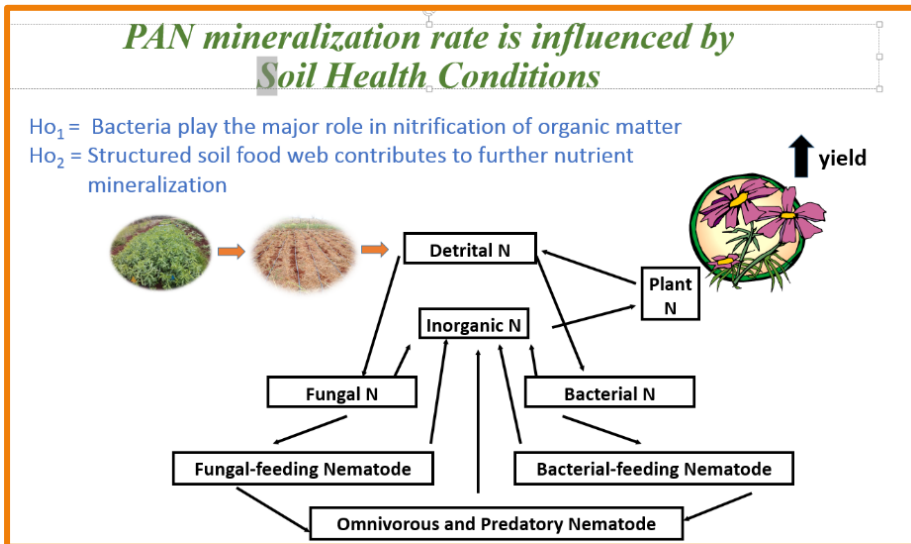 PAN mineralization rate is influenced by
Soil Health Conditions
Ho₁ = Bacteria play the major role in nitrification of organic matter
Ho₂ = Structured soil food web contributes to further nutrient
mineralization
yield
Detrital N
Plant
N
Inorganic N
Fungal N
Bacterial N
Fungal-feeding Nematode
Bacterial-feeding Nematode
Omnivorous and Predatory Nematode